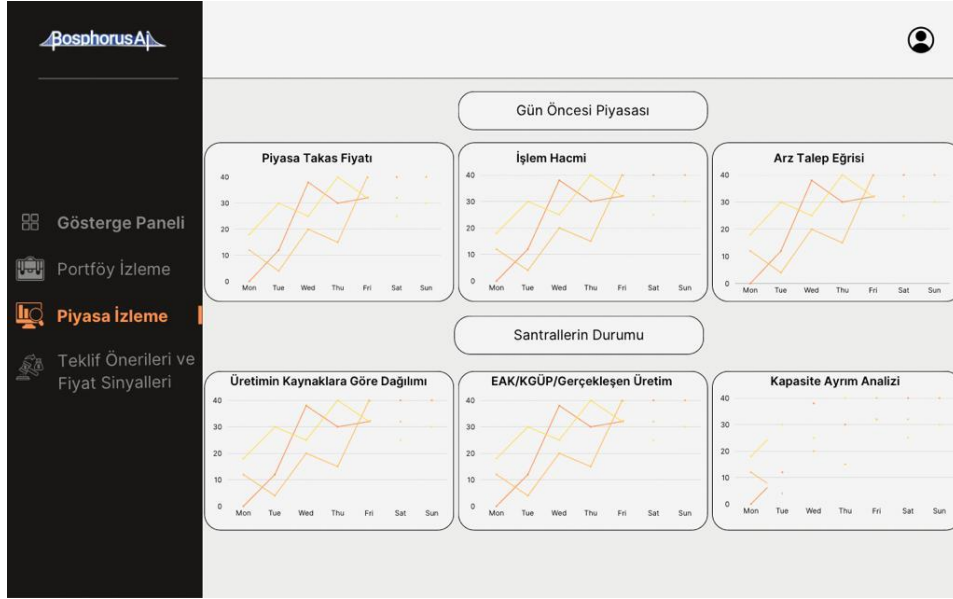 BosphorusAi
Gösterge Paneli
Portföy İzleme
Piyasa İzleme
Teklif Önerileri ve
Fiyat Sinyalleri
Gün Öncesi Piyasası
Piyasa Takas Fiyatı
40
30
20
10
0
Mon Tue Wed Thu Fri Sat Sun
İşlem Hacmi
40
30
20
10
0
Mon Tue Wed Thu Fri Sat Sun
Arz Talep Eğrisi
40
30
20
10
0
Mon Tue Wed Thu Fri Sat Sun
Santrallerin Durumu
Üretimin Kaynaklara Göre Dağılımı
40
30
20
10
0
Mon Tue Wed Thu Fri Sat Sun
EAK/KGÜP/Gerçekleşen Üretim
40
30
20
10
0
Mon Tue Wed Thu Fri Sat Sun
Kapasite Ayrım Analizi
40
30
20
10
0
Mon Tue Wed Thu Fri Sat Sun